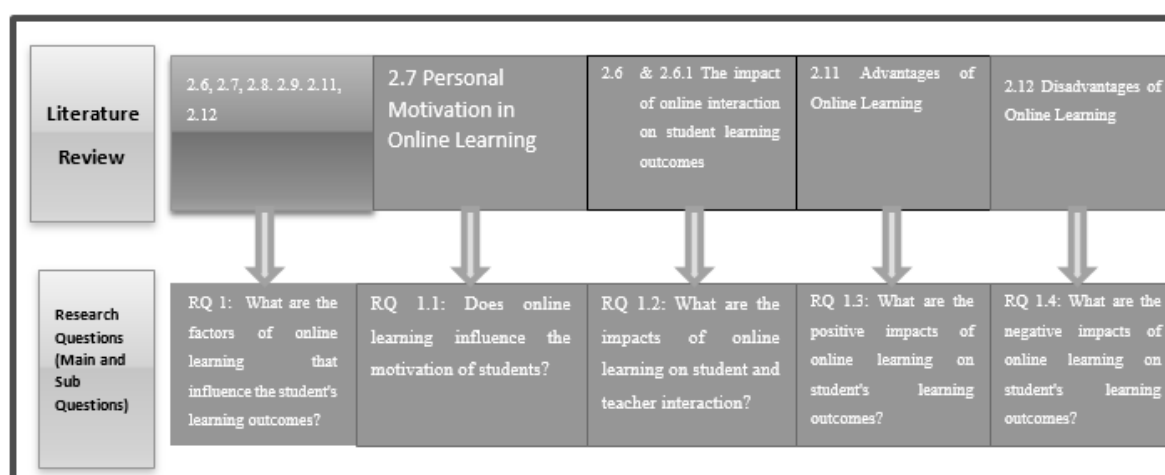 Literature
Review
2.6, 2.7, 2.8. 2.9. 2.11,
2.12
2.7 Personal
Motivation in
Online Learning
2.6 & 2.6.1 The impact
of online interaction
on student learning
outcomes
2.11 Advantages of
Online Learning
2.12 Disadvantages of
Online Learning
Research
Questions
(Main and
Sub
Questions)
RQ 1: What are the
factors of online
learning that
influence the student's
learning outcomes?
RQ 1.1: Does online
learning influence the
motivation of students?
RQ 1.2: What are the
impacts of online
learning on student and
teacher interaction?
RQ 1.3: What are the
positive impacts of
online learning on
student's learning
outcomes?
RQ 1.4: What are the
negative impacts of
online learning on
student's learning
outcomes?